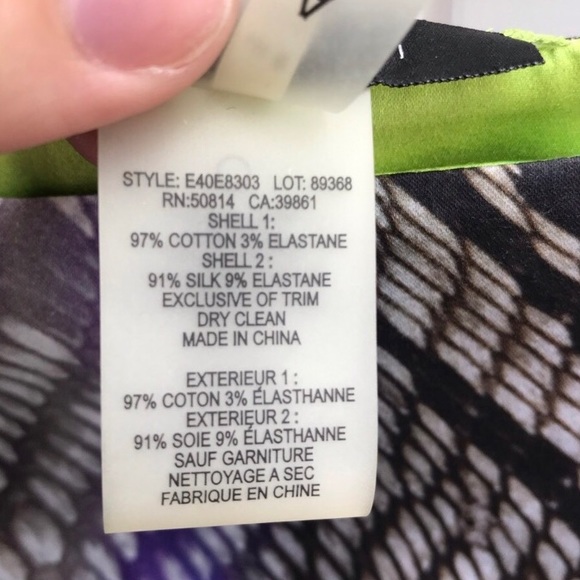 STYLE: E40E8303 LOT: 89368
RN:50814 CA:39861
SHELL 1:
97% COTTON 3% ELASTANE
SHELL 2 :
91% SILK 9% ELASTANE
EXCLUSIVE OF TRIM
DRY CLEAN
MADE IN CHINA
EXTERIEUR 1 :
97% COTON 3% ÉLASTHANNE
EXTERIEUR 2 :
91% SOIE 9% ÉLASTHANNE
SAUF GARNITURE
NETTOYAGE A SEC
FABRIQUE EN CHINE